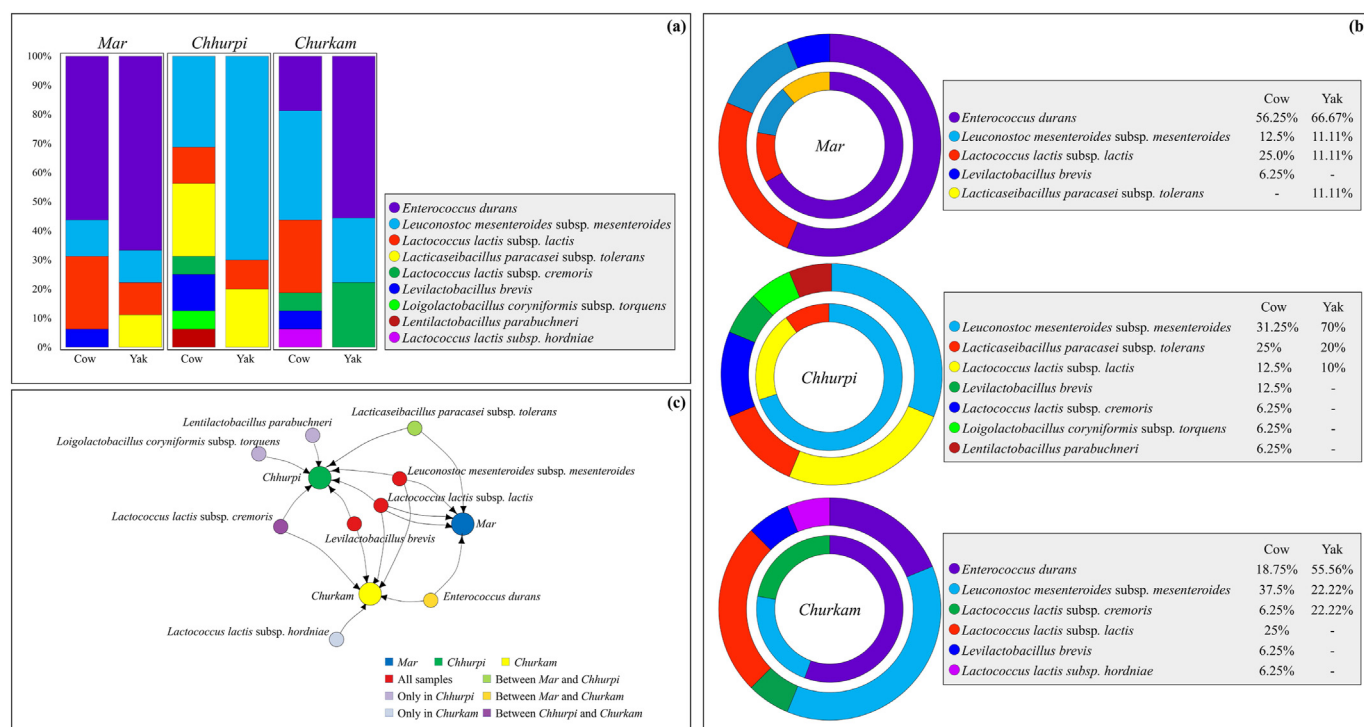 (a)
Mar Chhurpi Churkam
100%
90%
80%
70%
60%
50%
40%
30%
20%
10%
0%
Cow Yak Cow Yak Cow Yak
Enterococcus durans
Leuconostoc mesenteroides subsp. mesenteroides
Lactococcus lactis subsp. lactis
Lacticaseibacillus paracasei subsp. tolerans
Lactococcus lactis subsp. cremoris
Levilactobacillus brevis
Loigolactobacillus coryniformis subsp. torquens
Lentilactobacillus parabuchneri
Lactococcus lactis subsp. hordniae
(b)
Mar
Cow Yak
Enterococcus durans 56.25% 66.67%
Leuconostoc mesenteroides subsp. mesenteroides 12.5% 11.11%
Lactococcus lactis subsp. lactis 25.0% 11.11%
Levilactobacillus brevis 6.25% -
Lacticaseibacillus paracasei subsp. tolerans - 11.11%
Chhurpi
Cow Yak
Leuconostoc mesenteroides subsp. mesenteroides 31.25% 70%
Lacticaseibacillus paracasei subsp. tolerans 25% 20%
Lactococcus lactis subsp. lactis 12.5% 10%
Levilactobacillus brevis 12.5% -
Lactococcus lactis subsp. cremoris 6.25% -
Loigolactobacillus coryniformis subsp. torquens 6.25% -
Lentilactobacillus parabuchneri 6.25% -
Churkam
Cow Yak
Enterococcus durans 18.75% 55.56%
Leuconostoc mesenteroides subsp. mesenteroides 37.5% 22.22%
Lactococcus lactis subsp. cremoris 6.25% 22.22%
Lactococcus lactis subsp. lactis 25% -
Levilactobacillus brevis 6.25% -
Lactococcus lactis subsp. hordniae 6.25% -
(c)
Lacticaseibacillus paracasei subsp. tolerans
Lentilactobacillus parabuchneri
Loigolactobacillus coryniformis subsp. torquens
Leuconostoc mesenteroides subsp. mesenteroides
Chhurpi
Lactococcus lactis subsp. lactis
Lactococcus lactis subsp. cremoris
Mar
Levilactobacillus brevis
Churkam
Enterococcus durans
Lactococcus lactis subsp. hordniae
Mar Chhurpi Churkam
All samples Between Mar and Chhurpi
Only in Chhurpi Between Mar and Churkam
Only in Churkam Between Chhurpi and Churkam